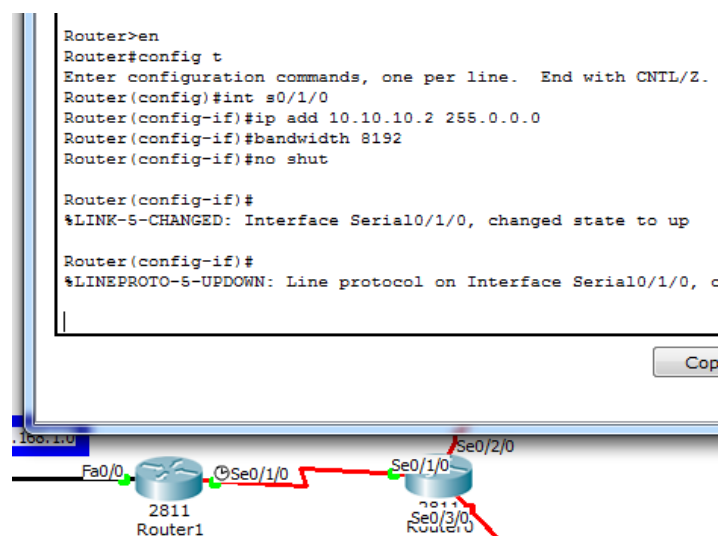 Router>en
Router#config t
Enter configuration commands, one per line.  End with CNTL/Z.
Router(config)#int s0/1/0
Router(config-if)#ip add 10.10.10.2 255.0.0.0
Router(config-if)#bandwidth 8192
Router(config-if)#no shut
Router(config-if)#
%LINK-5-CHANGED: Interface Serial0/1/0, changed state to up
Router(config-if)#
%LINEPROTO-5-UPDOWN: Line protocol on Interface Serial0/1/0, c
Cop
.168.1.0
Se0/2/0
Fa0/0
Se0/1/0
Se0/1/0
2811
Router1
2811
Se0/3/0